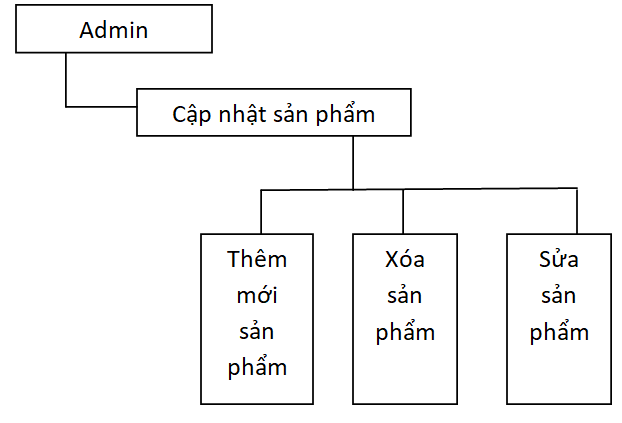 Admin
Cập nhật sản phẩm
Thêm
mới
sản
phẩm
Xóa
sản
phẩm
Sửa
sản
phẩm